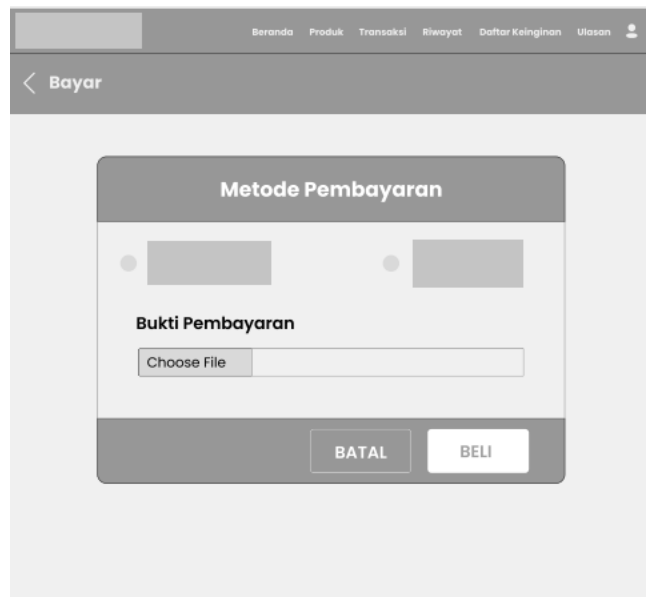 Beranda Produk Transaksi Riwayat Daftar Keinginan Ulasan
Bayar
Metode Pembayaran
Bukti Pembayaran
Choose File
BATAL BELI